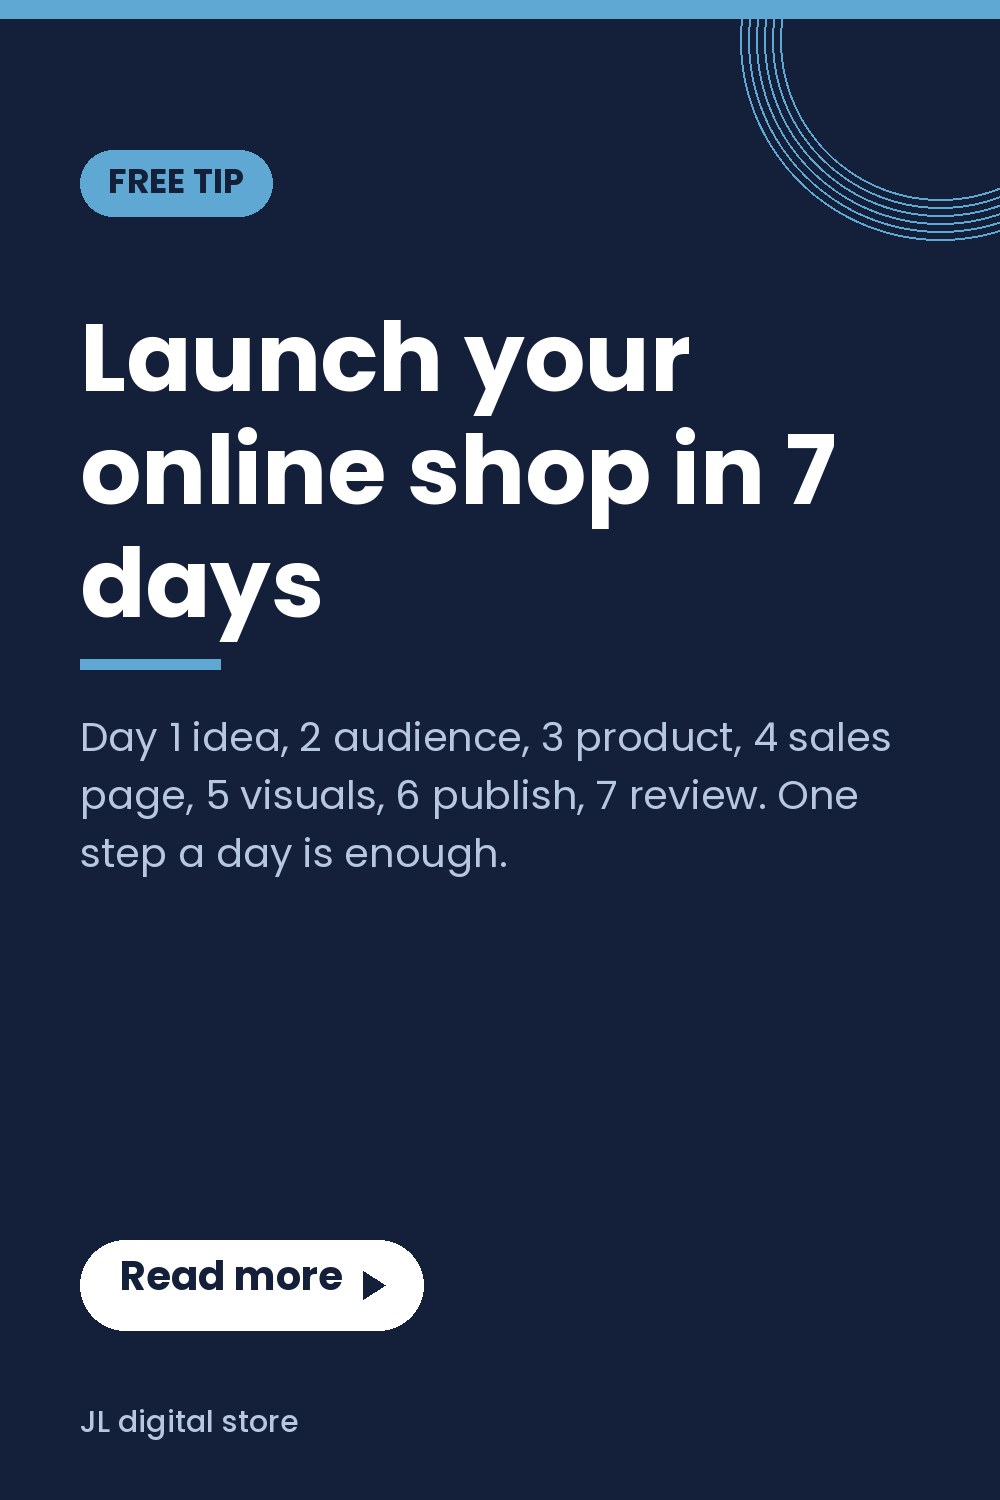 FREE TIP
Launch your
online shop in 7
days
Day 1 idea, 2 audience, 3 product, 4 sales
page, 5 visuals, 6 publish, 7 review. One
step a day is enough.
Read more
JL digital store